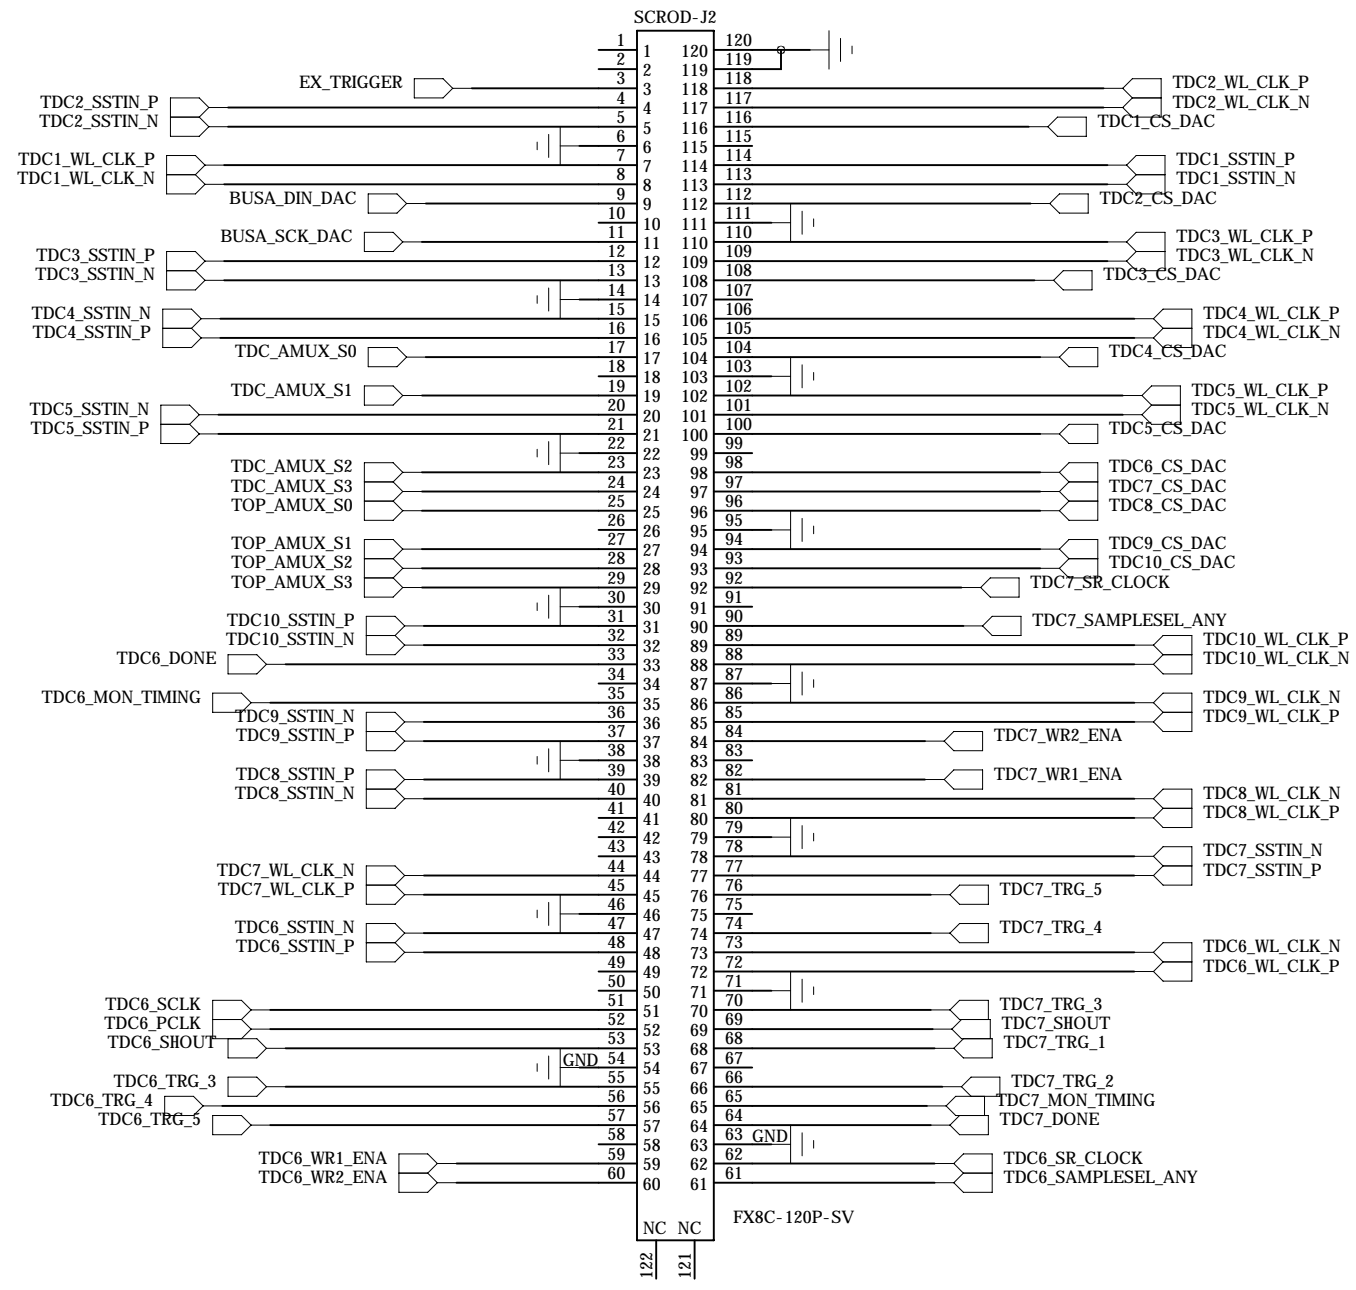 SCROD-J2
1 1 120 120
2 2 119 119
EX_TRIGGER 3 3 118 118 TDC2_WL_CLK_P
TDC2_SSTIN_P 4 4 117 117 TDC2_WL_CLK_N
TDC2_SSTIN_N 5 5 116 116 TDC1_CS_DAC
6 6 115 115
TDC1_WL_CLK_P 7 7 114 114 TDC1_SSTIN_P
TDC1_WL_CLK_N 8 8 113 113 TDC1_SSTIN_N
BUSA_DIN_DAC 9 9 112 112 TDC2_CS_DAC
10 10 111 111
BUSA_SCK_DAC 11 11 110 110 TDC3_WL_CLK_P
TDC3_SSTIN_P 12 12 109 109 TDC3_WL_CLK_N
TDC3_SSTIN_N 13 13 108 108 TDC3_CS_DAC
14 14 107 107
TDC4_SSTIN_N 15 15 106 106 TDC4_WL_CLK_P
TDC4_SSTIN_P 16 16 105 105 TDC4_WL_CLK_N
TDC_AMUX_S0 17 17 104 104 TDC4_CS_DAC
18 18 103 103
TDC_AMUX_S1 19 19 102 102 TDC5_WL_CLK_P
TDC5_SSTIN_N 20 20 101 101 TDC5_WL_CLK_N
TDC5_SSTIN_P 21 21 100 100 TDC5_CS_DAC
22 22 99 99
TDC_AMUX_S2 23 23 98 98 TDC6_CS_DAC
TDC_AMUX_S3 24 24 97 97 TDC7_CS_DAC
TOP_AMUX_S0 25 25 96 96 TDC8_CS_DAC
26 26 95 95
TOP_AMUX_S1 27 27 94 94 TDC9_CS_DAC
TOP_AMUX_S2 28 28 93 93 TDC10_CS_DAC
TOP_AMUX_S3 29 29 92 92 TDC7_SR_CLOCK
30 30 91 91
TDC10_SSTIN_P 31 31 90 90 TDC7_SAMPLESEL_ANY
TDC10_SSTIN_N 32 32 89 89 TDC10_WL_CLK_P
TDC6_DONE 33 33 88 88 TDC10_WL_CLK_N
34 34 87 87
TDC6_MON_TIMING 35 35 86 86 TDC9_WL_CLK_N
TDC9_SSTIN_N 36 36 85 85 TDC9_WL_CLK_P
TDC9_SSTIN_P 37 37 84 84 TDC7_WR2_ENA
38 38 83 83
TDC8_SSTIN_P 39 39 82 82 TDC7_WR1_ENA
TDC8_SSTIN_N 40 40 81 81 TDC8_WL_CLK_N
41 41 80 80 TDC8_WL_CLK_P
42 42 79 79
43 43 78 78 TDC7_SSTIN_N
TDC7_WL_CLK_N 44 44 77 77 TDC7_SSTIN_P
TDC7_WL_CLK_P 45 45 76 76 TDC7_TRG_5
46 46 75 75
TDC6_SSTIN_N 47 47 74 74 TDC7_TRG_4
TDC6_SSTIN_P 48 48 73 73 TDC6_WL_CLK_N
49 49 72 72 TDC6_WL_CLK_P
50 50 71 71
TDC6_SCLK 51 51 70 70 TDC7_TRG_3
TDC6_PCLK 52 52 69 69 TDC7_SHOUT
TDC6_SHOUT 53 53 68 68 TDC7_TRG_1
GND 54 54 67 67
TDC6_TRG_3 55 55 66 66 TDC7_TRG_2
TDC6_TRG_4 56 56 65 65 TDC7_MON_TIMING
TDC6_TRG_5 57 57 64 64 TDC7_DONE
58 58 63 63 GND
TDC6_WR1_ENA 59 59 62 62 TDC6_SR_CLOCK
TDC6_WR2_ENA 60 60 61 61 TDC6_SAMPLESEL_ANY
FX8C-120P-SV
NC NC
122 121